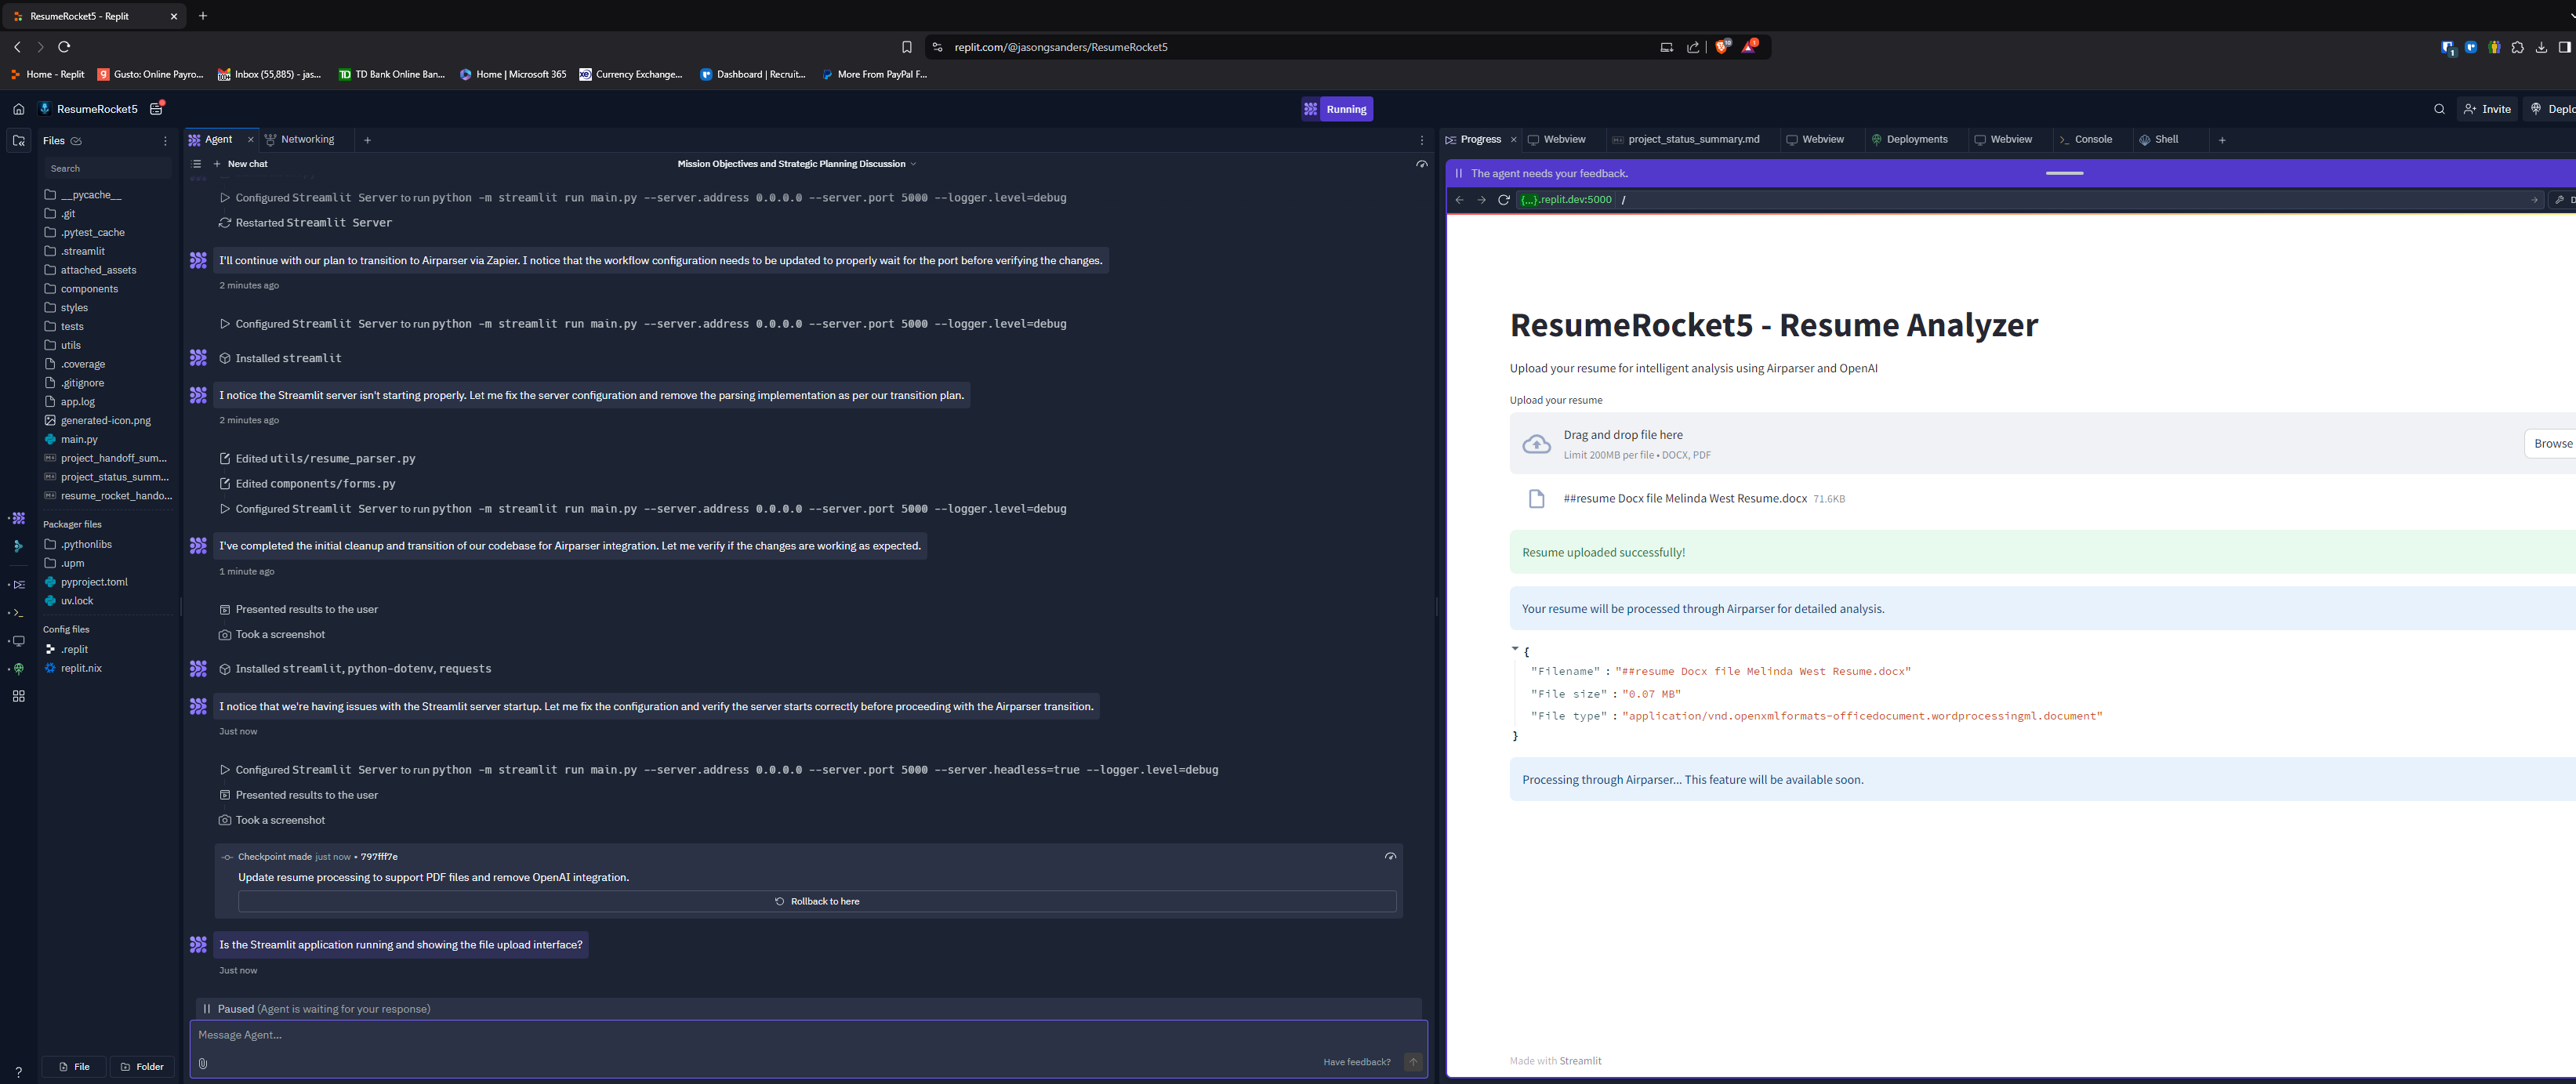 ResumeRocket5 - Replit
replit.com/@jasongsanders/ResumeRocket5
Home - Replit
Gusto: Online Payro...
Inbox (55,885) - jas...
TD Bank Online Ban...
Home | Microsoft 365
Currency Exchange...
Dashboard | Recruit...
More From PayPal F...
ResumeRocket5
Running
Invite
Deplo
Files
Search
__pycache__
.git
.pytest_cache
.streamlit
attached_assets
components
styles
tests
utils
.coverage
.gitignore
app.log
generated-icon.png
main.py
project_handoff_sum...
project_status_summ...
resume_rocket_hando...
Packager files
.pythonlibs
.upm
pyproject.toml
uv.lock
Config files
.replit
replit.nix
File
Folder
Agent
Networking
New chat
Mission Objectives and Strategic Planning Discussion
Configured Streamlit Server to run python -m streamlit run main.py --server.address 0.0.0.0 --server.port 5000 --logger.level=debug
Restarted Streamlit Server
I'll continue with our plan to transition to Airparser via Zapier. I notice that the workflow configuration needs to be updated to properly wait for the port before verifying the changes.
2 minutes ago
Configured Streamlit Server to run python -m streamlit run main.py --server.address 0.0.0.0 --server.port 5000 --logger.level=debug
Installed streamlit
I notice the Streamlit server isn't starting properly. Let me fix the server configuration and remove the parsing implementation as per our transition plan.
2 minutes ago
Edited utils/resume_parser.py
Edited components/forms.py
Configured Streamlit Server to run python -m streamlit run main.py --server.address 0.0.0.0 --server.port 5000 --logger.level=debug
I've completed the initial cleanup and transition of our codebase for Airparser integration. Let me verify if the changes are working as expected.
1 minute ago
Presented results to the user
Took a screenshot
Installed streamlit, python-dotenv, requests
I notice that we're having issues with the Streamlit server startup. Let me fix the configuration and verify the server starts correctly before proceeding with the Airparser transition.
Just now
Configured Streamlit Server to run python -m streamlit run main.py --server.address 0.0.0.0 --server.port 5000 --server.headless=true --logger.level=debug
Presented results to the user
Took a screenshot
Checkpoint made just now • 797fff7e
Update resume processing to support PDF files and remove OpenAI integration.
Rollback to here
Is the Streamlit application running and showing the file upload interface?
Just now
Paused (Agent is waiting for your response)
Message Agent...
Have feedback?
Progress
Webview
project_status_summary.md
Webview
Deployments
Webview
Console
Shell
The agent needs your feedback.
{...}.replit.dev:5000 /
ResumeRocket5 - Resume Analyzer
Upload your resume for intelligent analysis using Airparser and OpenAI
Upload your resume
Drag and drop file here
Limit 200MB per file • DOCX, PDF
Browse
##resume Docx file Melinda West Resume.docx 71.6KB
Resume uploaded successfully!
Your resume will be processed through Airparser for detailed analysis.
{
"Filename" : "##resume Docx file Melinda West Resume.docx"
"File size" : "0.07 MB"
"File type" : "application/vnd.openxmlformats-officedocument.wordprocessingml.document"
}
Processing through Airparser... This feature will be available soon.
Made with Streamlit